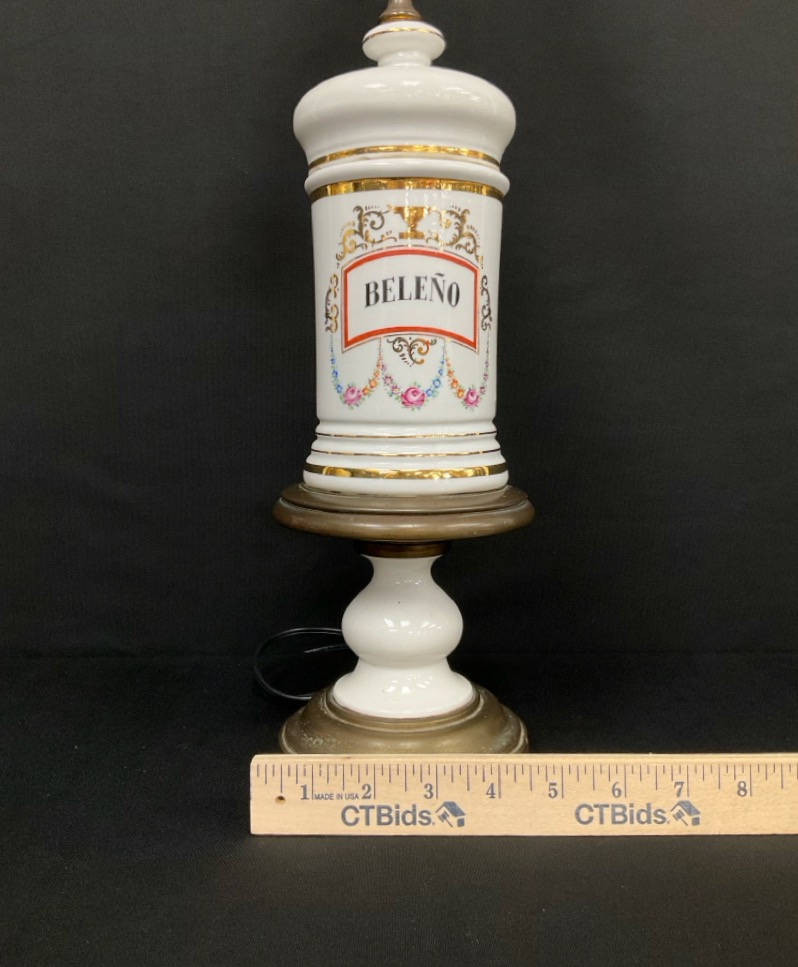 BELEÑO
1 MADE IN USA 2 3 4 5 6 7 8
CTBids. CTBids.